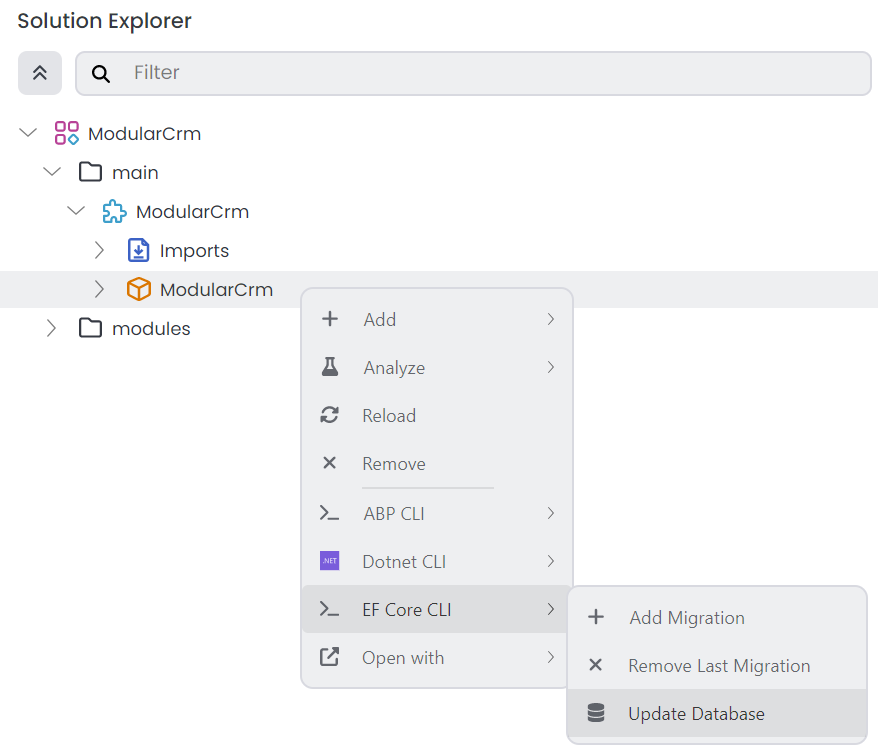 Solution Explorer
Filter
ModularCrm
main
ModularCrm
Imports
ModularCrm
modules
Add
Analyze
Reload
Remove
ABP CLI
.NET
Dotnet CLI
EF Core CLI
Open with
Add Migration
Remove Last Migration
Update Database